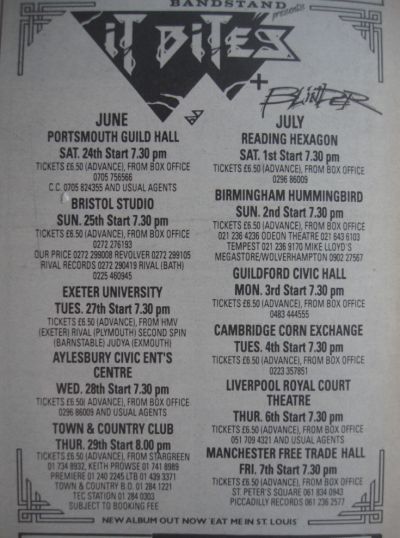 BANDSTAND
presents
IT BITES
+
BLINDER
JUNE
PORTSMOUTH GUILD HALL
SAT. 24th Start 7.30 pm
TICKETS £6.50 (ADVANCE), FROM BOX OFFICE
0705 756566
C.C. 0705 824355 AND USUAL AGENTS
BRISTOL STUDIO
SUN. 25th Start 7.30 pm
TICKETS £6.50 (ADVANCE), FROM BOX OFFICE
0272 276193
OUR PRICE 0272 299008 REVOLVER 0272 299105
RIVAL RECORDS 0272 290419 RIVAL (BATH)
0225 460945
EXETER UNIVERSITY
TUES. 27th Start 7.30 pm
TICKETS £6.50 (ADVANCE), FROM HMV
(EXETER) RIVAL (PLYMOUTH) SECOND SPIN
(BARNSTABLE) JUDYA (EXMOUTH)
AYLESBURY CIVIC ENT'S
CENTRE
WED. 28th Start 7.30 pm
TICKETS £6.50( ADVANCE), FROM BOX OFFICE
0296 86009 AND USUAL AGENTS
TOWN & COUNTRY CLUB
THUR. 29th Start 8.00 pm
TICKETS £6.50 (ADVANCE) FROM STARGREEN
01 734 8932, KEITH PROWSE 01 741 8989
PREMIERE 01 240 2245 LTB 01 439 3371
TOWN & COUNTRY B.O. 01 284 1221
TEC STATION 01 284 0303
SUBJECT TO BOOKING FEE
JULY
READING HEXAGON
SAT. 1st Start 7.30 pm
TICKETS £6.50 (ADVANCE), FROM BOX OFFICE
0296 86009
BIRMINGHAM HUMMINGBIRD
SUN. 2nd Start 7.30 pm
TICKETS £6.50 (ADVANCE), FROM BOX OFFICE
021 236 4236 ODEON THEATRE 021 643 6103
TEMPEST 021 236 9170 MIKE LLOYD'S
MEGASTORE/WOLVERHAMPTON 0902 27567
GUILDFORD CIVIC HALL
MON. 3rd Start 7.30 pm
TICKETS £6.50 (ADVANCE), FROM BOX OFFICE
0483 444555
CAMBRIDGE CORN EXCHANGE
TUES. 4th Start 7.30 pm
TICKETS £6.50 (ADVANCE), FROM BOX OFFICE
0223 357851
LIVERPOOL ROYAL COURT
THEATRE
THUR. 6th Start 7.30 pm
TICKETS £6.50( ADVANCE), FROM BOX OFFICE
051 709 4321 AND USUAL AGENTS
MANCHESTER FREE TRADE HALL
FRI. 7th Start 7.30 pm
TICKETS £6.50( ADVANCE), FROM BOX OFFICE
ST. PETER'S SQUARE 061 834 0943
PICCADILLY RECORDS 061 236 2577
NEW ALBUM OUT NOW 'EAT ME IN ST. LOUIS'